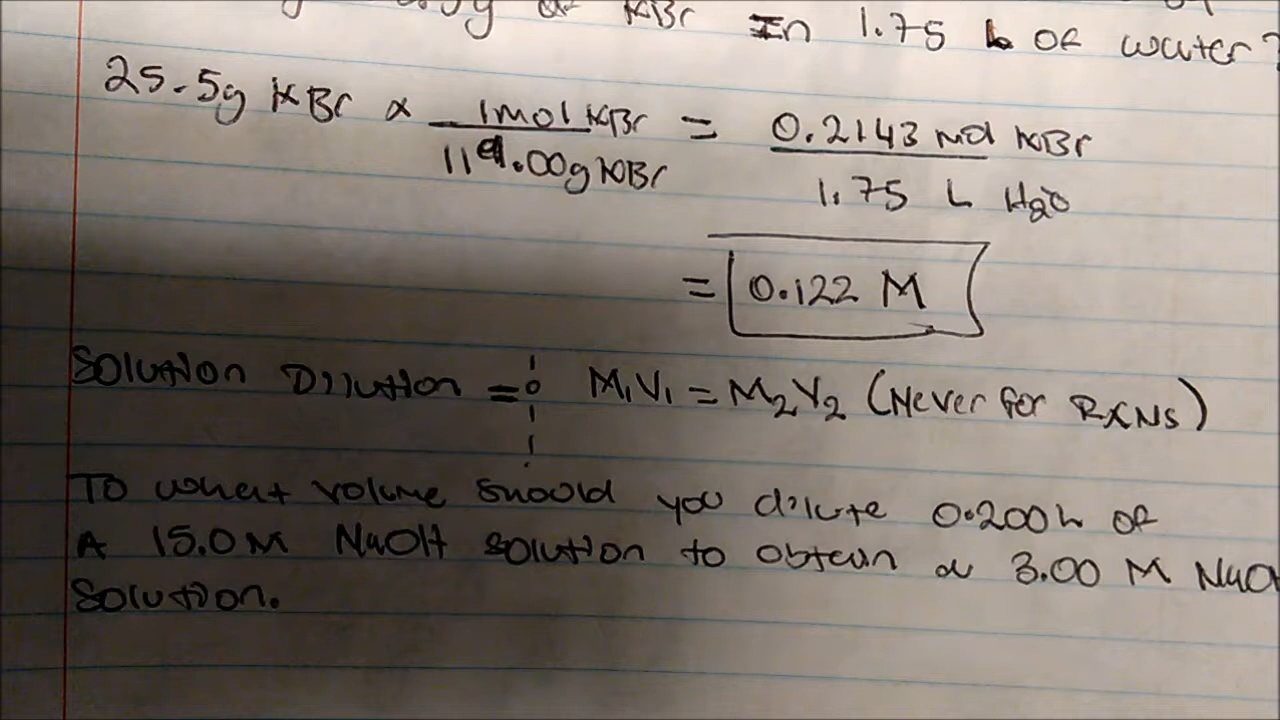 of KBr In 1.75 L of water?
25.5g KBr x 1mol KBr / 119.00g KBr = 0.2143 mol KBr / 1.75 L H2O
= 0.122 M
Solution Dilution = M1V1 = M2V2 (Never for RXNS)
To what volume should you dilute 0.200L of
A 15.0M NaOH solution to obtain a 3.00 M NaO
Solution.